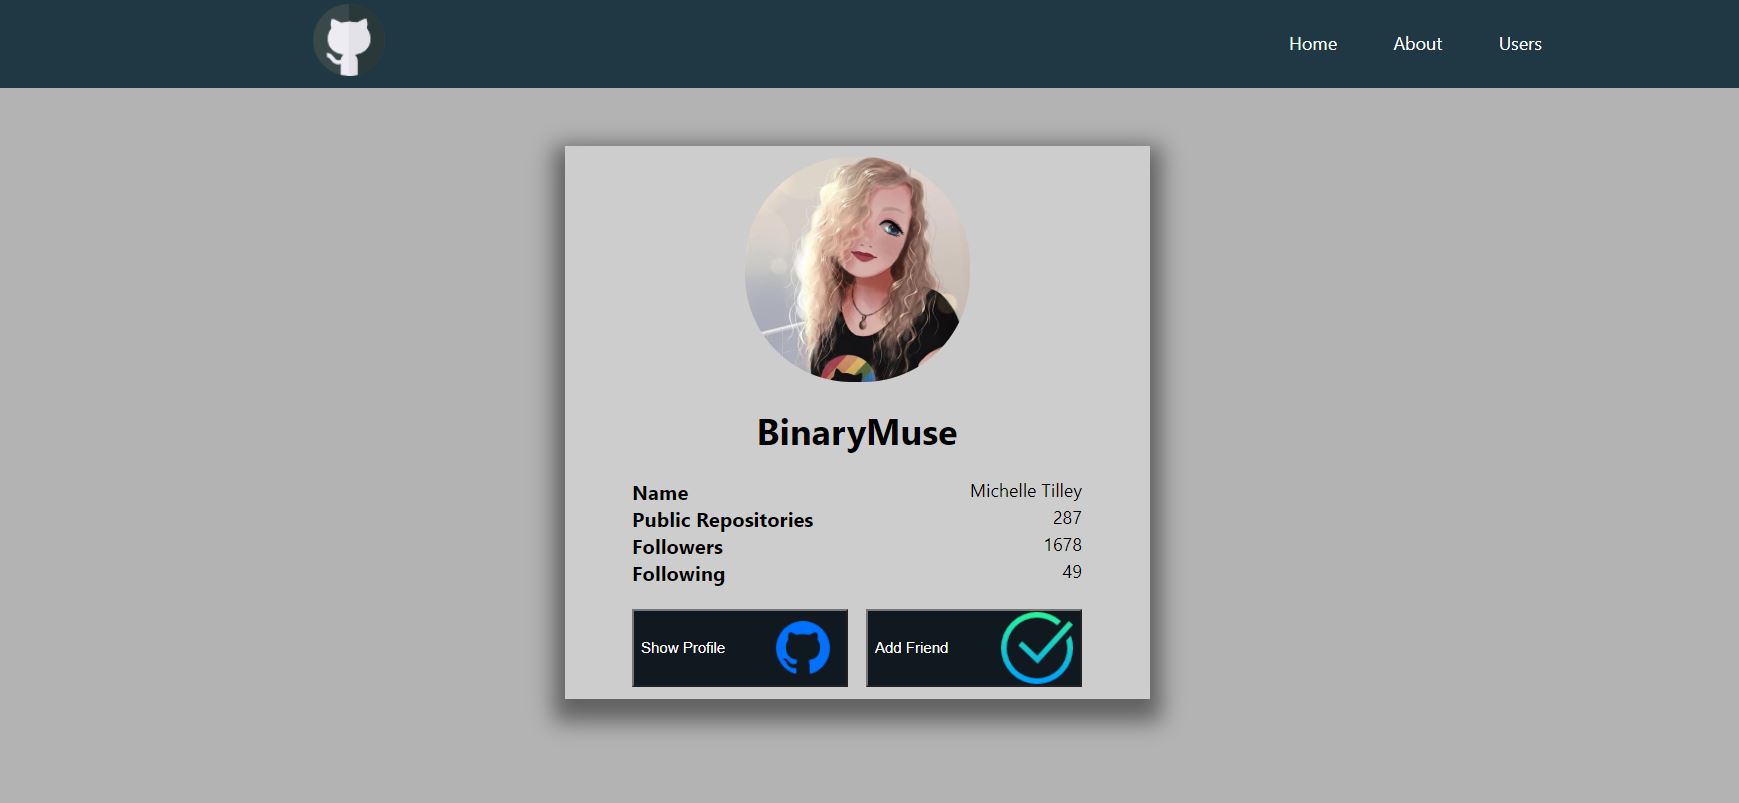 Home About Users
BinaryMuse
Name Michelle Tilley
Public Repositories 287
Followers 1678
Following 49
Show Profile Add Friend